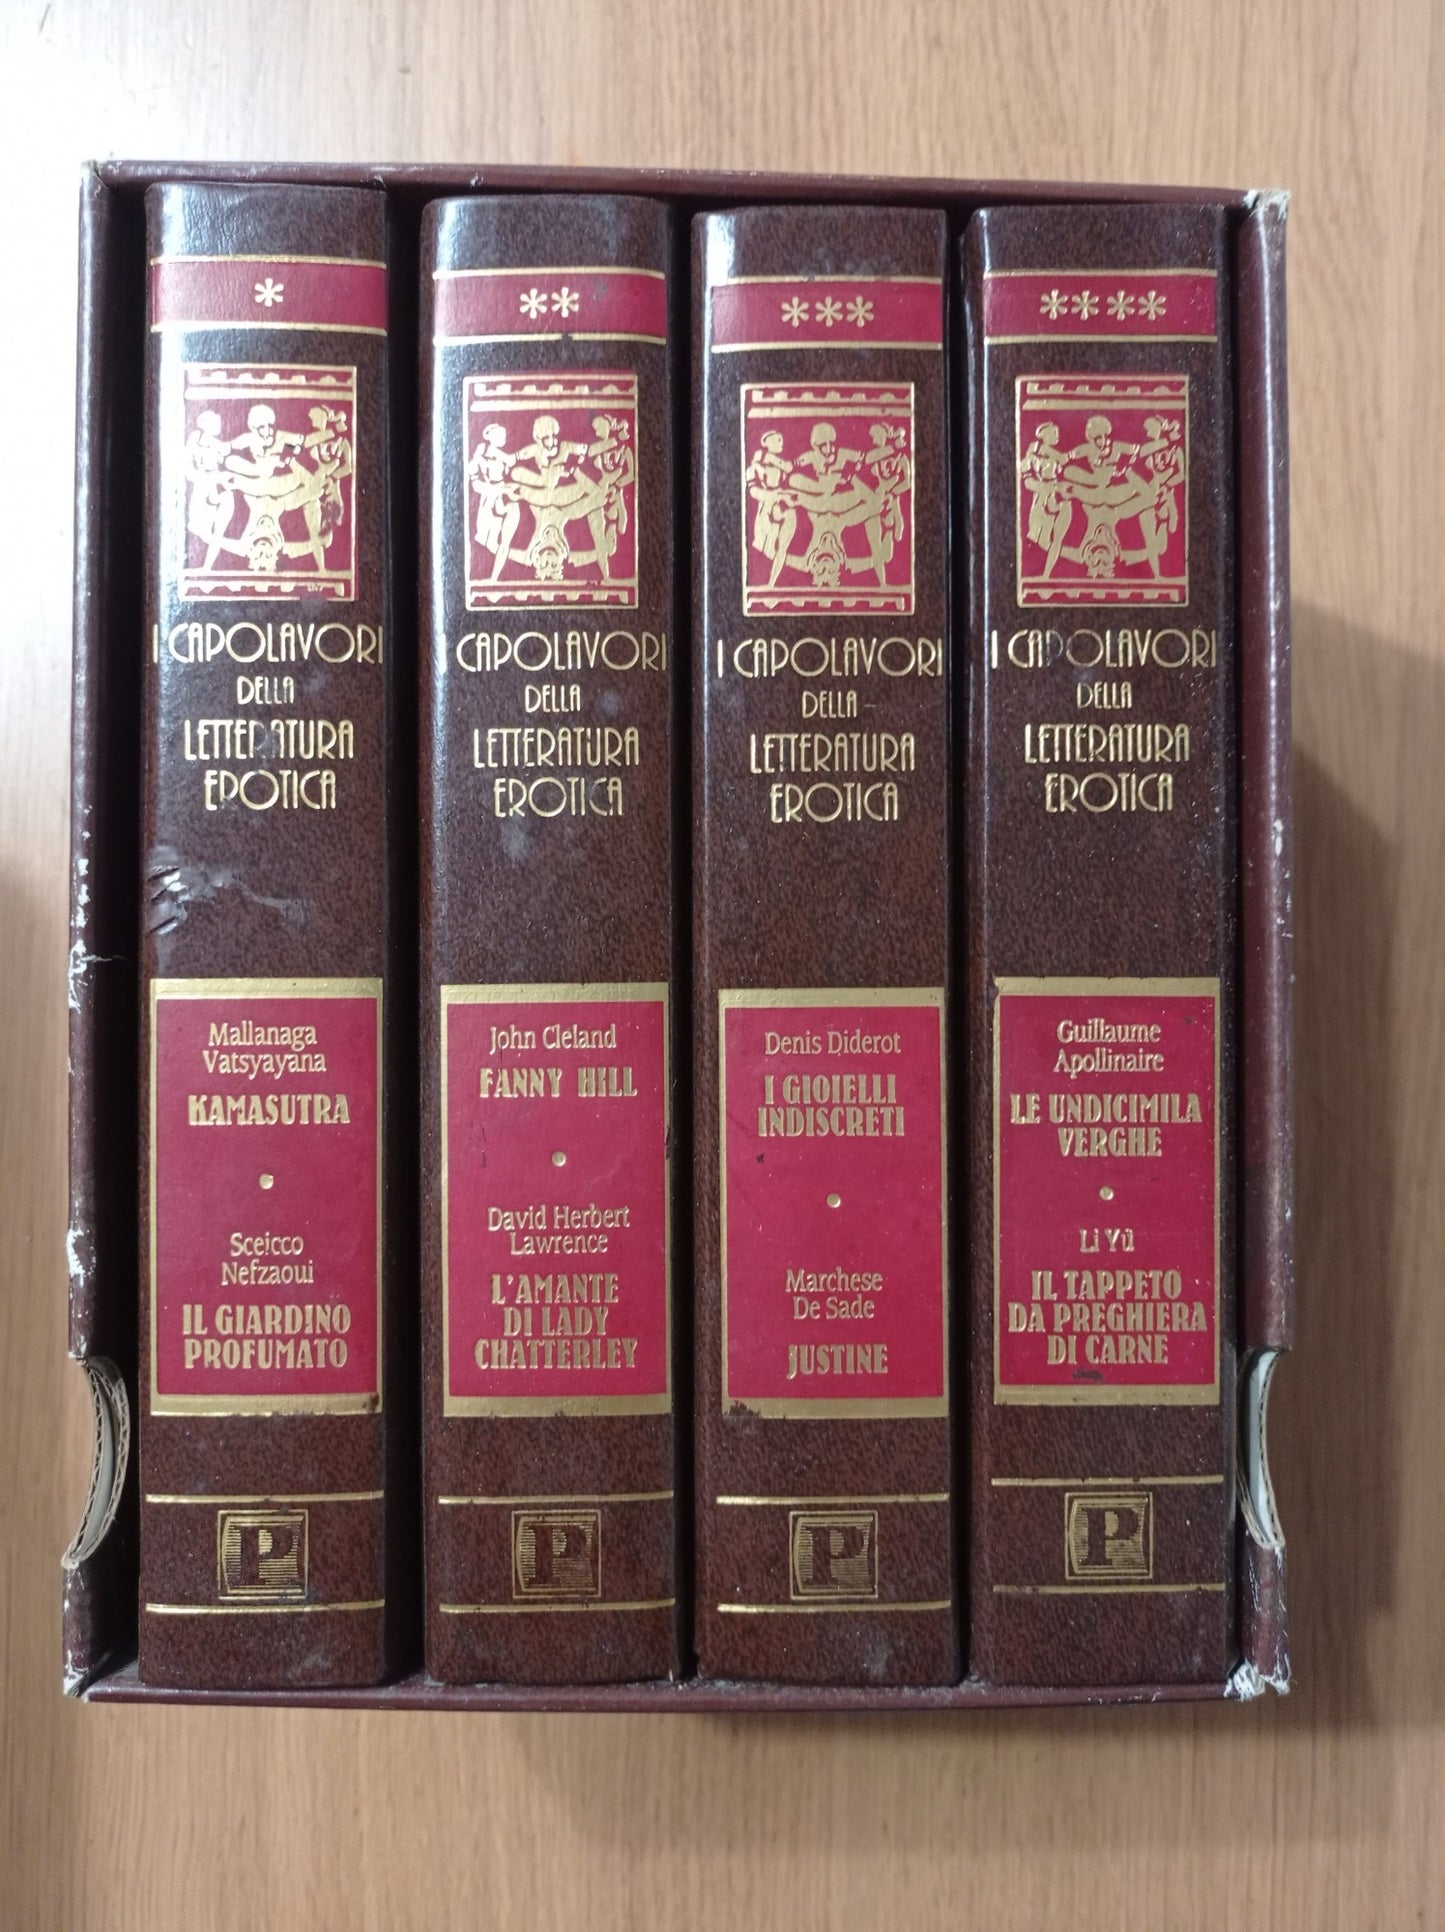 *
I CAPOLAVORI
DELLA
LETTERATURA
EROTICA
Mallanaga
Vatsyayana
KAMASUTRA
Sceicco
Nefzaoui
IL GIARDINO
PROFUMATO
P
**
I CAPOLAVORI
DELLA
LETTERATURA
EROTICA
John Cleland
FANNY HILL
David Herbert
Lawrence
L'AMANTE
DI LADY
CHATTERLEY
P
***
I CAPOLAVORI
DELLA
LETTERATURA
EROTICA
Denis Diderot
I GIOIELLI
INDISCRETI
Marchese
De Sade
JUSTINE
P
****
I CAPOLAVORI
DELLA
LETTERATURA
EROTICA
Guillaume
Apollinaire
LE UNDICIMILA
VERGHE
Li Yü
IL TAPPETO
DA PREGHIERA
DI CARNE
P